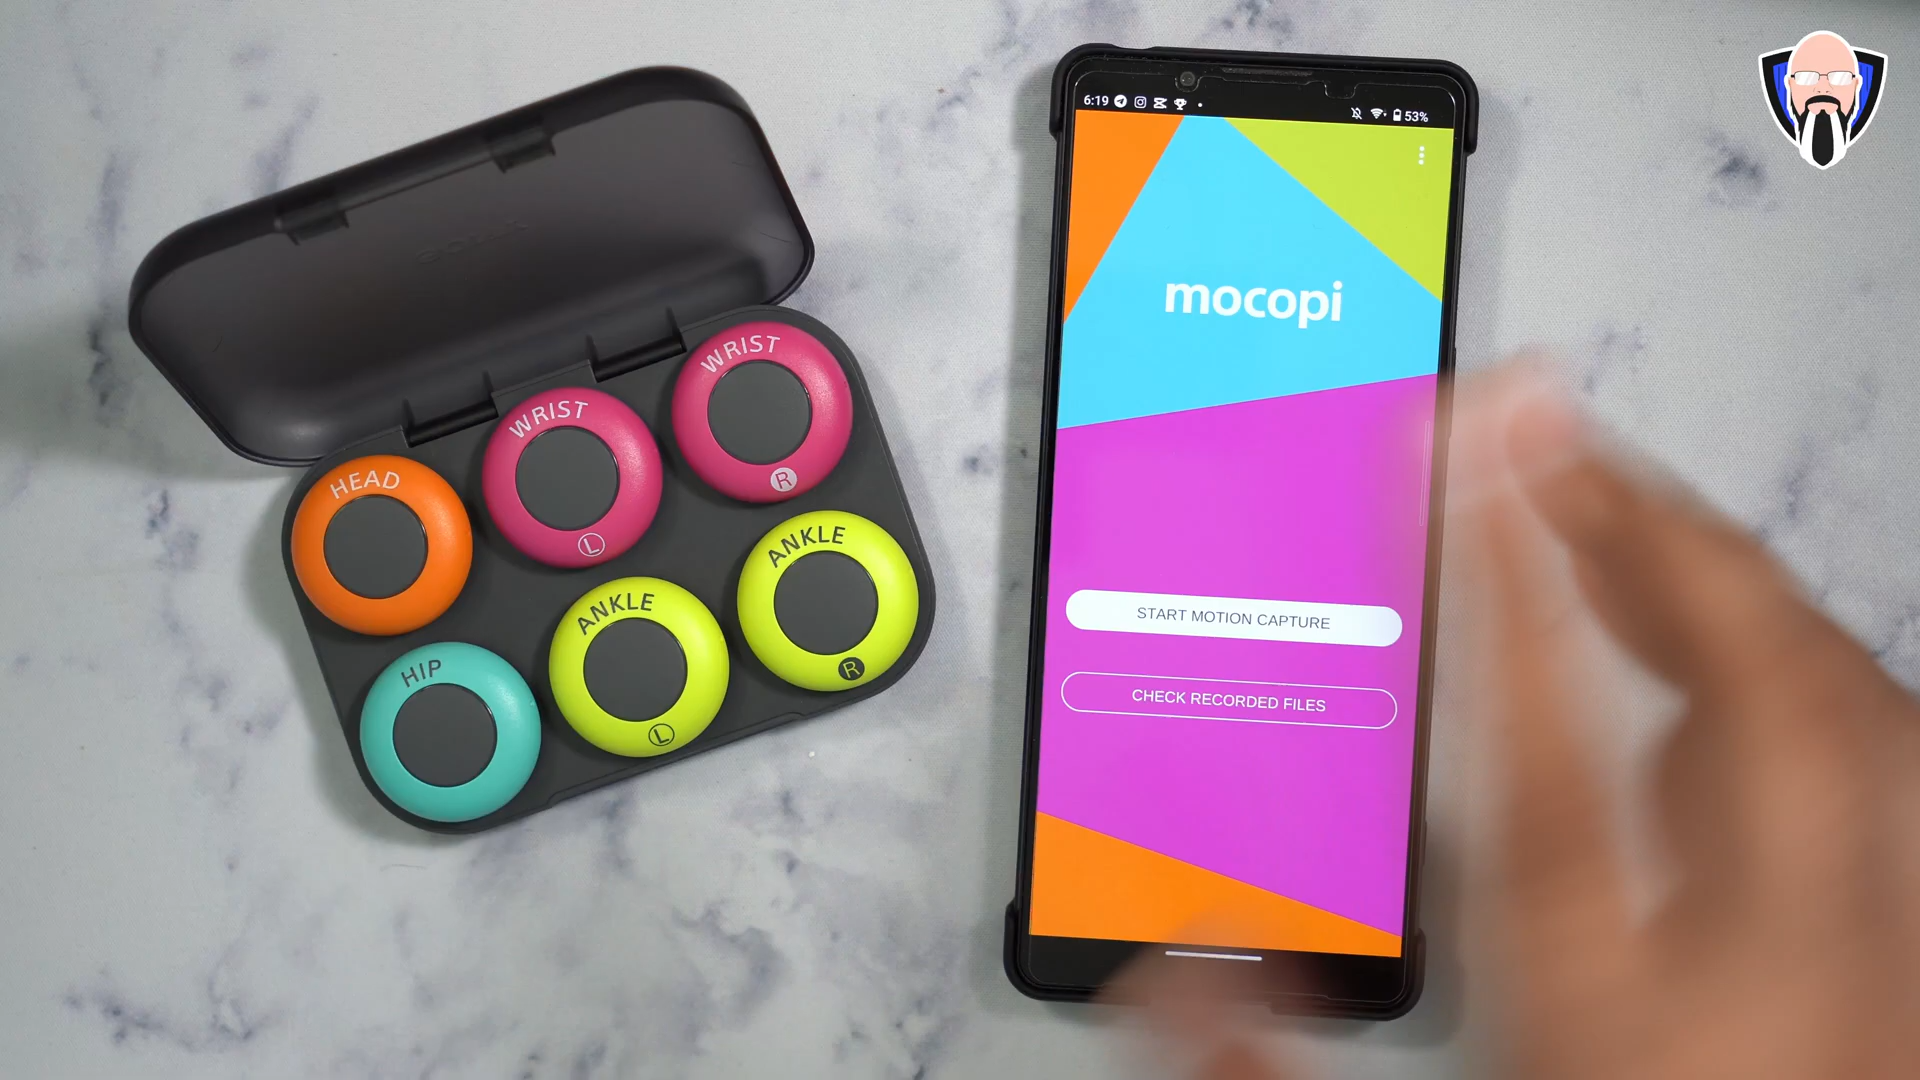 HEAD
WRIST
L
WRIST
R
HIP
ANKLE
L
ANKLE
R
6:19
53%
mocopi
START MOTION CAPTURE
CHECK RECORDED FILES